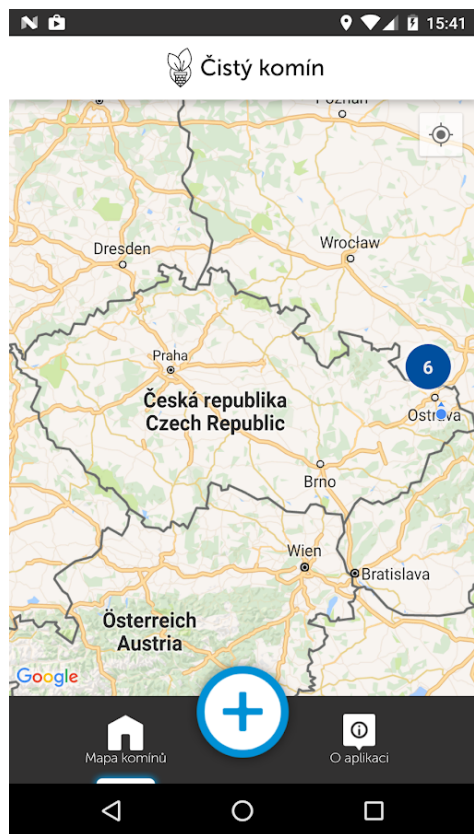 15:41
Čistý komín
Poznań
Dresden
Wrocław
Praha
6
Česká republika
Czech Republic
Ostrava
Brno
Wien
Bratislava
Österreich
Austria
Google
Mapa komínů
O aplikaci